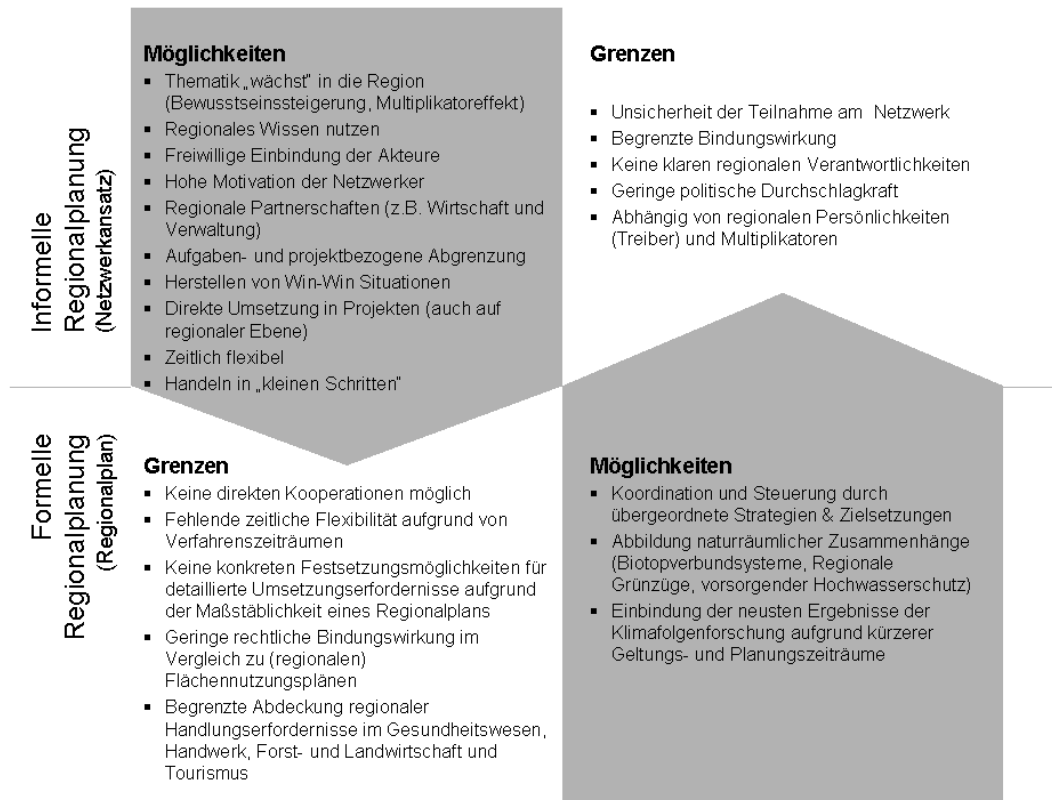 Informelle
Regionalplanung
(Netzwerkansatz)
Möglichkeiten
▪ Thematik „wächst“ in die Region
(Bewusstseinssteigerung, Multiplikatoreffekt)
▪ Regionales Wissen nutzen
▪ Freiwillige Einbindung der Akteure
▪ Hohe Motivation der Netzwerker
▪ Regionale Partnerschaften (z.B. Wirtschaft und
Verwaltung)
▪ Aufgaben- und projektbezogene Abgrenzung
▪ Herstellen von Win-Win Situationen
▪ Direkte Umsetzung in Projekten (auch auf
regionaler Ebene)
▪ Zeitlich flexibel
▪ Handeln in „kleinen Schritten“
Grenzen
▪ Unsicherheit der Teilnahme am Netzwerk
▪ Begrenzte Bindungswirkung
▪ Keine klaren regionalen Verantwortlichkeiten
▪ Geringe politische Durchschlagkraft
▪ Abhängig von regionalen Persönlichkeiten
(Treiber) und Multiplikatoren
Formelle
Regionalplanung
(Regionalplan)
Grenzen
▪ Keine direkten Kooperationen möglich
▪ Fehlende zeitliche Flexibilität aufgrund von
Verfahrenszeiträumen
▪ Keine konkreten Festsetzungsmöglichkeiten für
detaillierte Umsetzungserfordernisse aufgrund
der Maßstäblichkeit eines Regionalplans
▪ Geringe rechtliche Bindungswirkung im
Vergleich zu (regionalen)
Flächennutzungsplänen
▪ Begrenzte Abdeckung regionaler
Handlungserfordernisse im Gesundheitswesen,
Handwerk, Forst- und Landwirtschaft und
Tourismus
Möglichkeiten
▪ Koordination und Steuerung durch
übergeordnete Strategien & Zielsetzungen
▪ Abbildung naturräumlicher Zusammenhänge
(Biotopverbundsysteme, Regionale
Grünzüge, vorsorgender Hochwasserschutz)
▪ Einbindung der neusten Ergebnisse der
Klimafolgenforschung aufgrund kürzerer
Geltungs- und Planungszeiträume